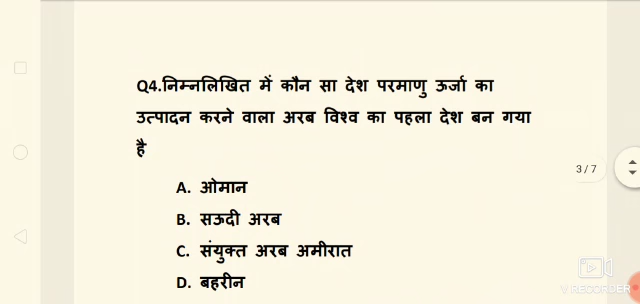 Q4.निम्नलिखित में कौन सा देश परमाणु ऊर्जा का
उत्पादन करने वाला अरब विश्व का पहला देश बन गया
है
3/7
A. ओमान
B. सऊदी अरब
C. संयुक्त अरब अमीरात
D. बहरीन
V RECORDER